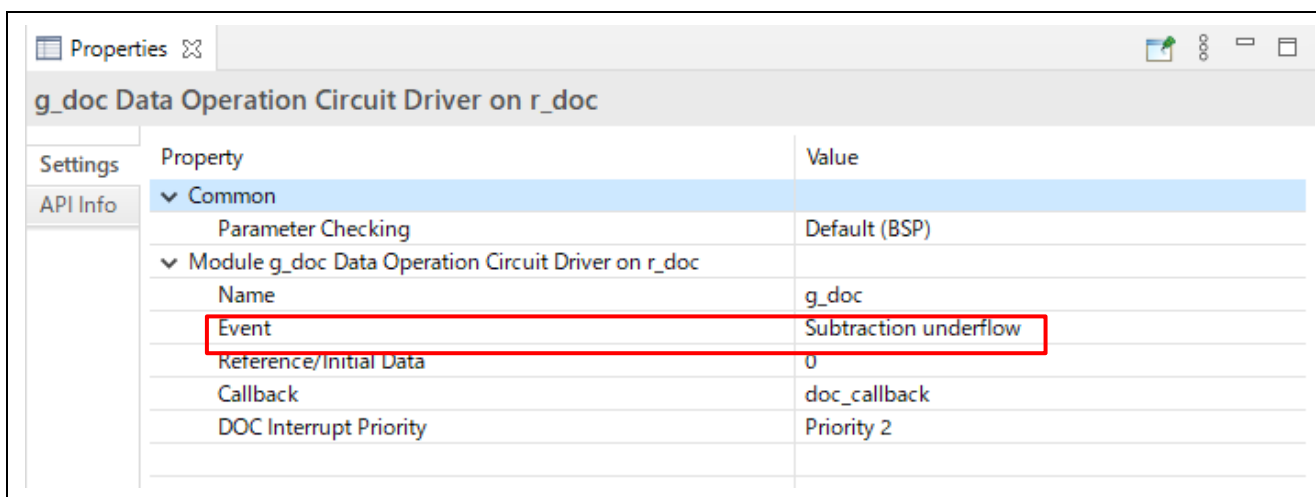 Properties
g_doc Data Operation Circuit Driver on r_doc
Settings
API Info
Property Value
Common
Parameter Checking Default (BSP)
Module g_doc Data Operation Circuit Driver on r_doc
Name g_doc
Event Subtraction underflow
Reference/Initial Data 0
Callback doc_callback
DOC Interrupt Priority Priority 2